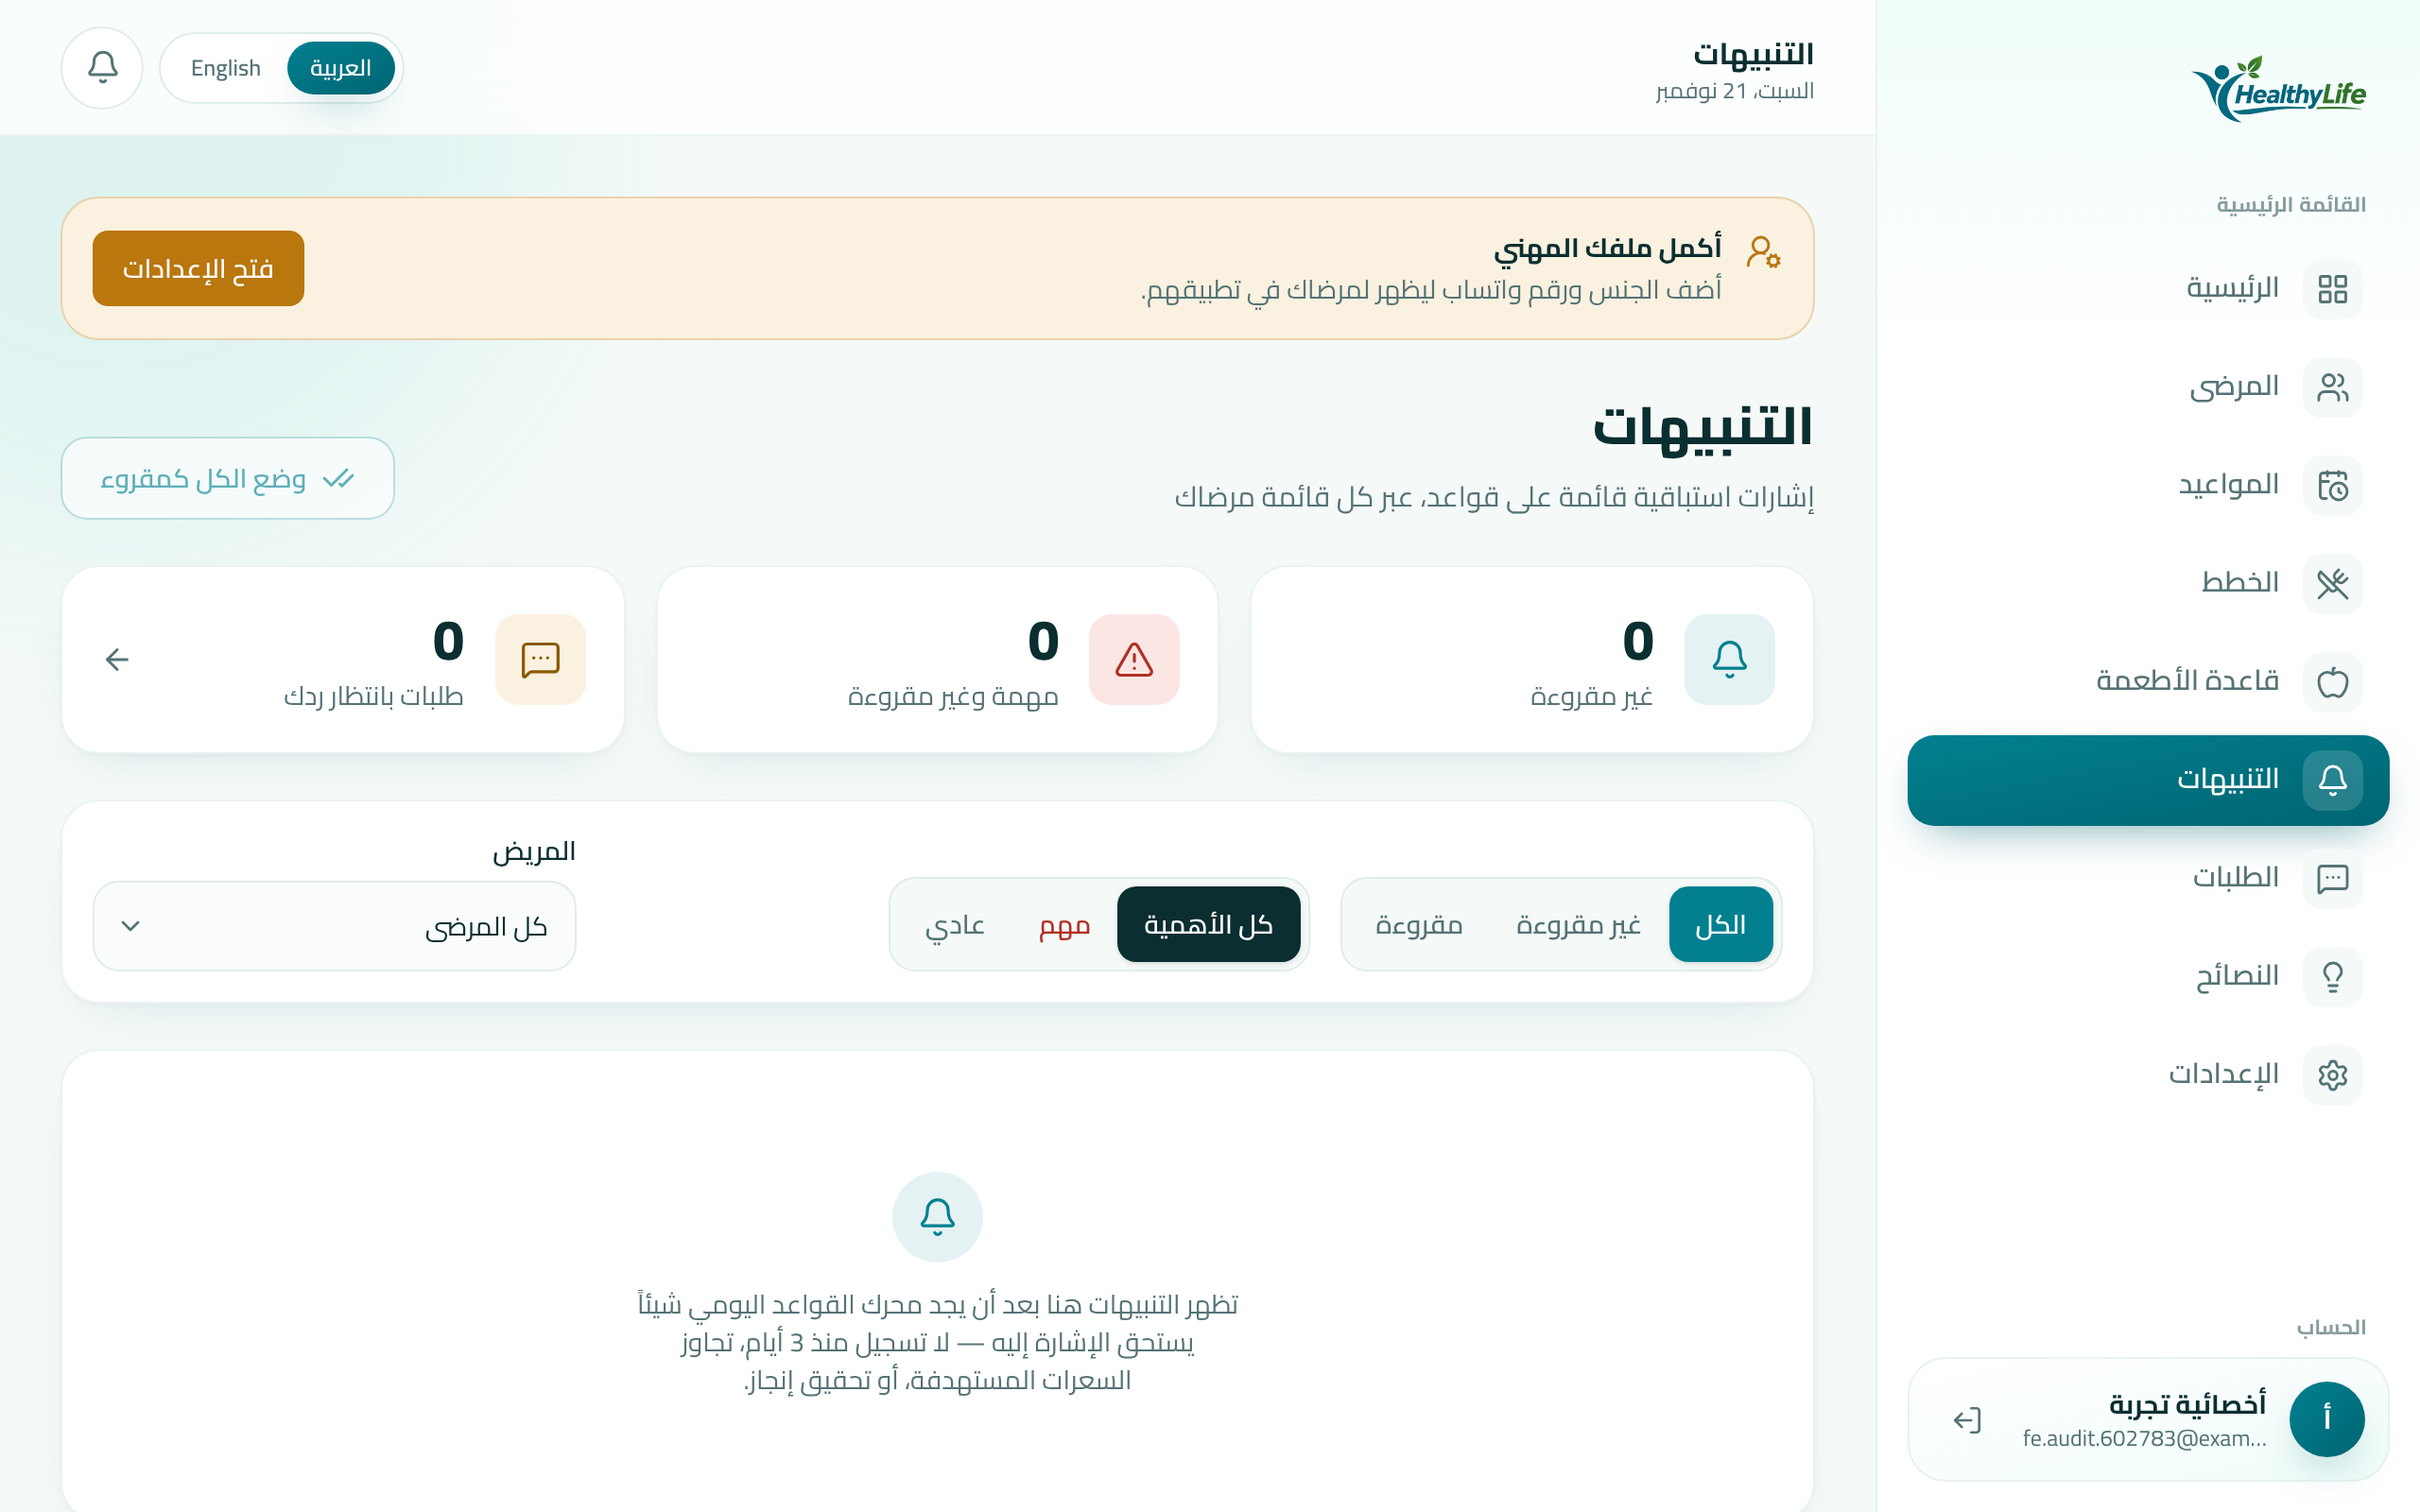 HealthyLife
القائمة الرئيسية
الرئيسية
المرضى
المواعيد
الخطط
قاعدة الأطعمة
التنبيهات
الطلبات
النصائح
الإعدادات
الحساب
أ
أخصائية تجربة
fe.audit.602783@exam...
التنبيهات
السبت، 21 نوفمبر
العربية
English
أكمل ملفك المهني
أضف الجنس ورقم واتساب ليظهر لمرضاك في تطبيقهم.
فتح الإعدادات
التنبيهات
إشارات استباقية قائمة على قواعد، عبر كل قائمة مرضاك
وضع الكل كمقروء
0
غير مقروءة
0
مهمة وغير مقروءة
0
طلبات بانتظار ردك
الكل
غير مقروءة
مقروءة
كل الأهمية
مهم
عادي
المريض
كل المرضى
تظهر التنبيهات هنا بعد أن يجد محرك القواعد اليومي شيئاً
يستحق الإشارة إليه — لا تسجيل منذ 3 أيام، تجاوز
السعرات المستهدفة، أو تحقيق إنجاز.